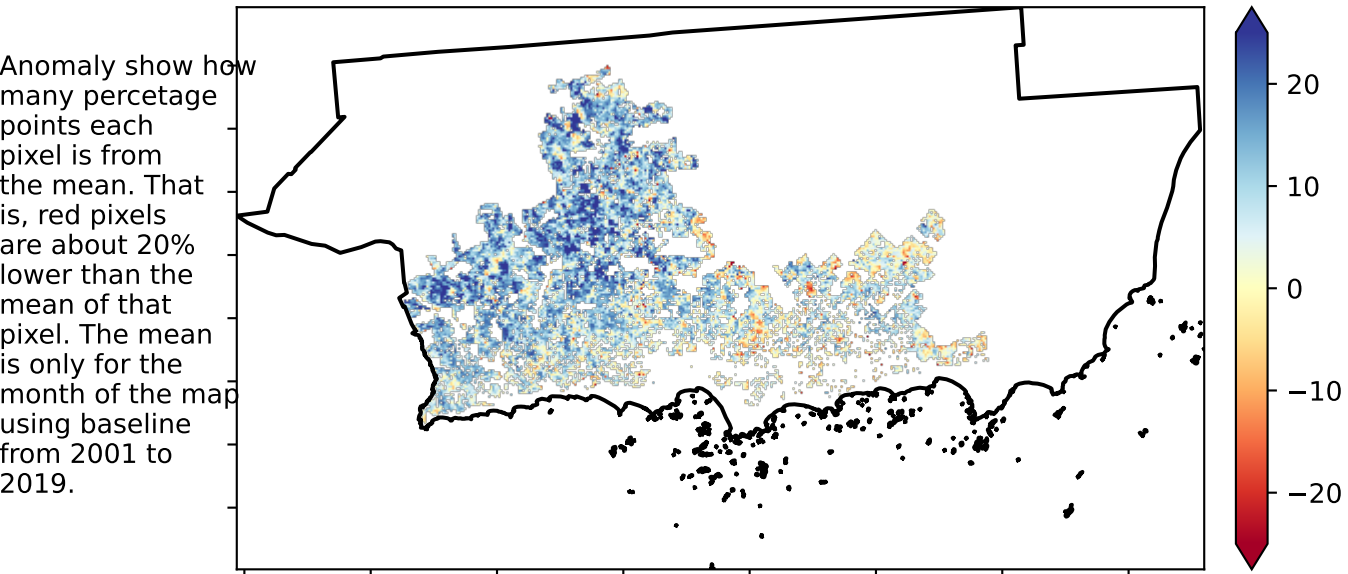 Anomaly show how
many percetage
points each
pixel is from
the mean. That
is, red pixels
are about 20%
lower than the
mean of that
pixel. The mean
is only for the
month of the map
using baseline
from 2001 to
2019.
20
10
0
−10
−20